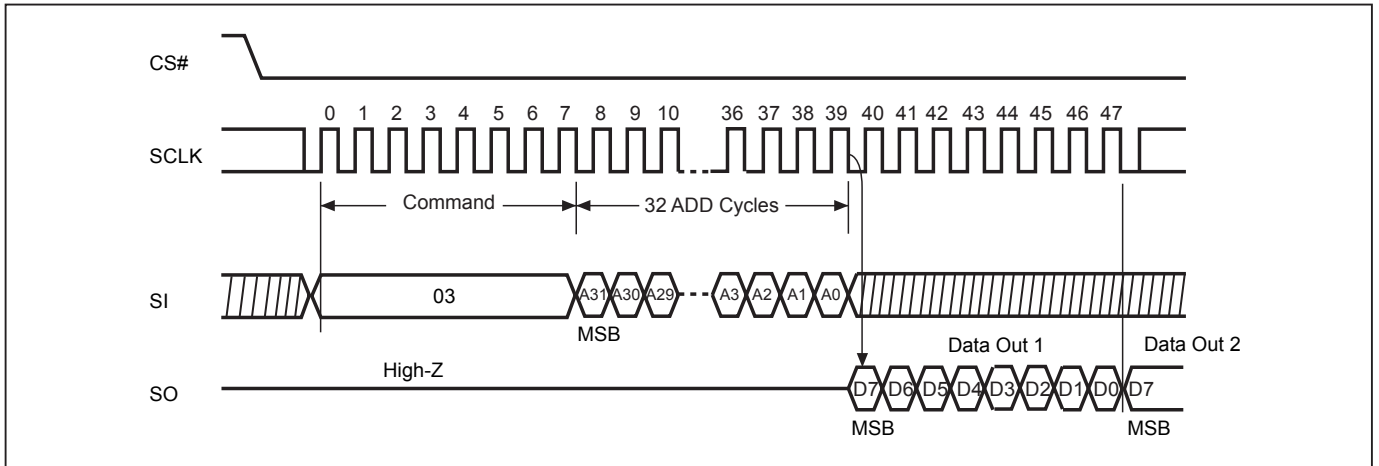 CS#
0 1 2 3 4 5 6 7 8 9 10 36 37 38 39 40 41 42 43 44 45 46 47
SCLK
Command 32 ADD Cycles
SI 03 A31 A30 A29 A3 A2 A1 A0
MSB
Data Out 1 Data Out 2
High-Z
SO D7 D6 D5 D4 D3 D2 D1 D0 D7
MSB MSB